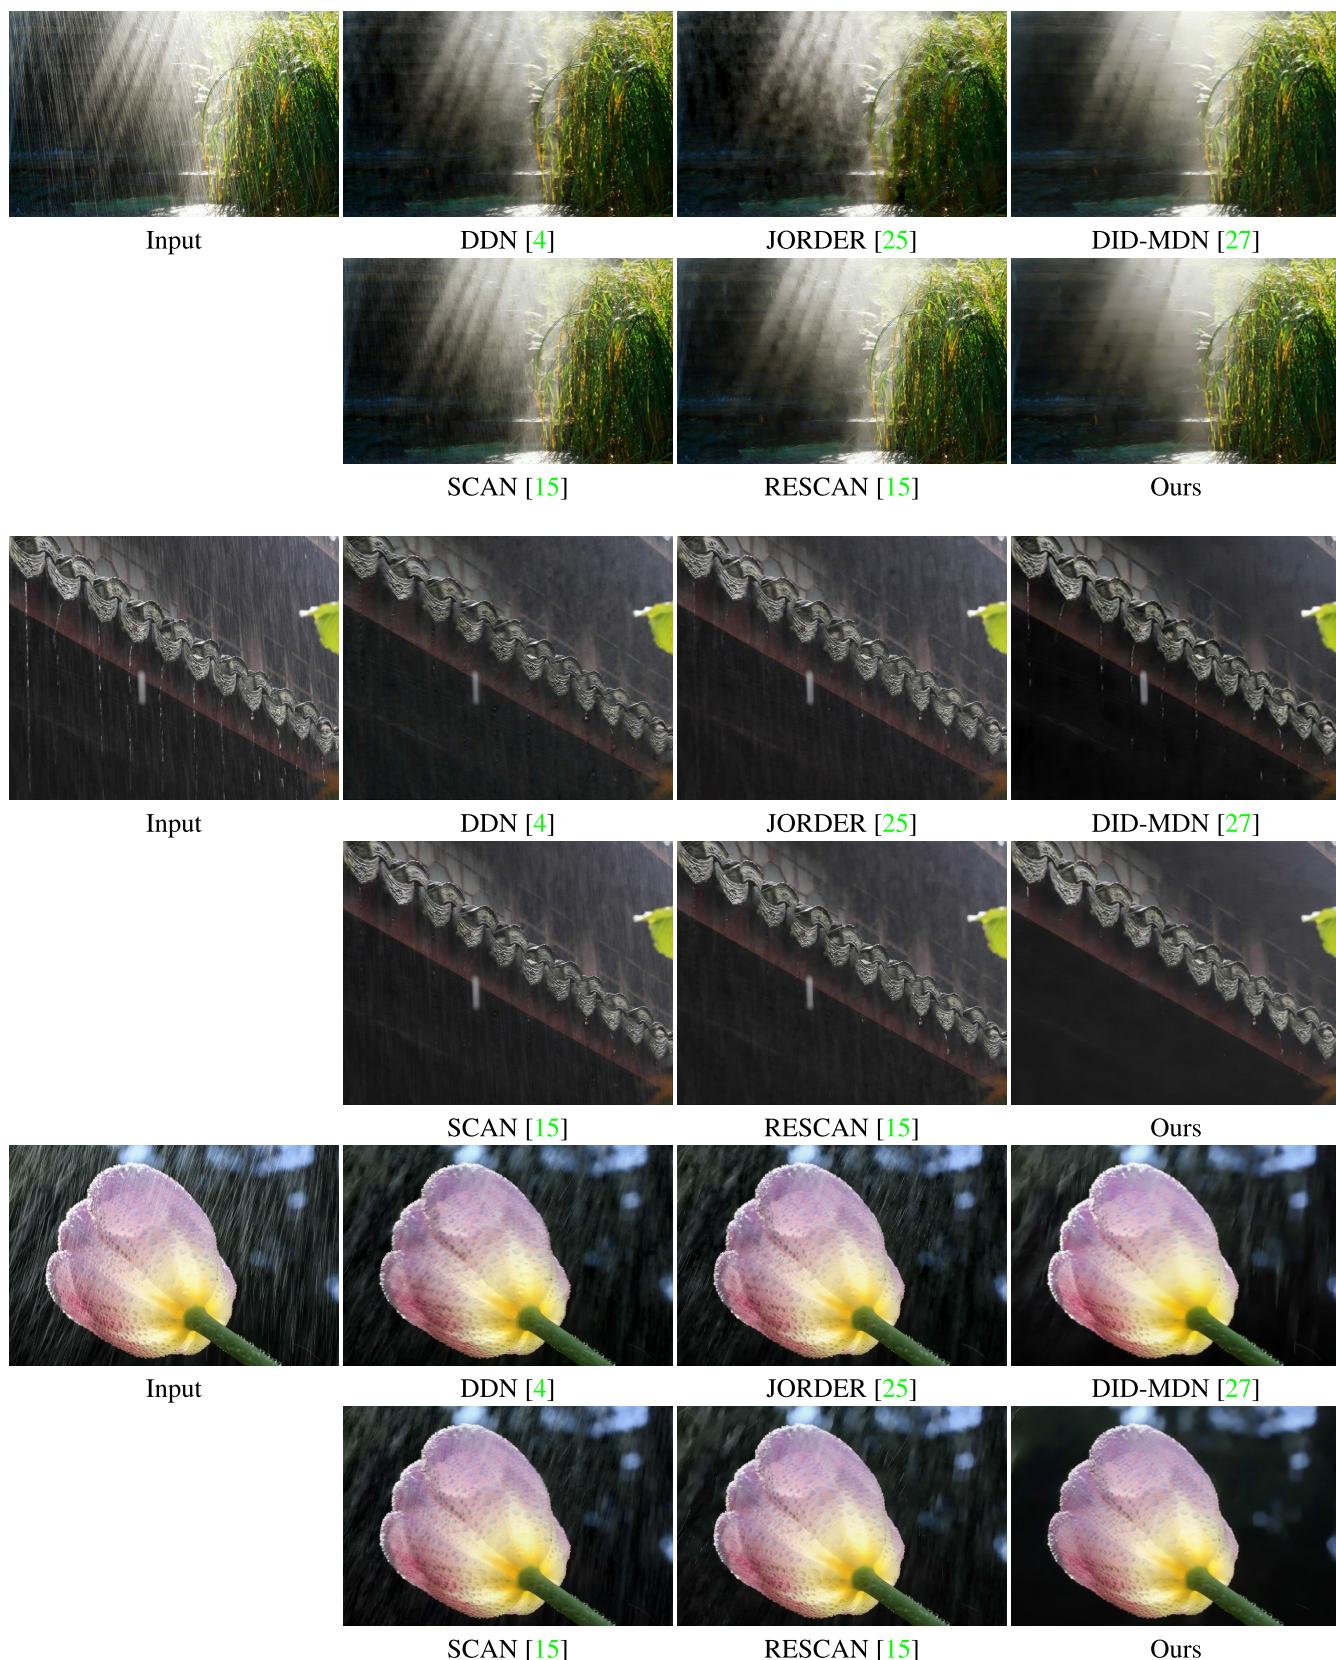 Input DDN [4] JORDER [25] DID-MDN [27]
SCAN [15] RESCAN [15] Ours
Input DDN [4] JORDER [25] DID-MDN [27]
SCAN [15] RESCAN [15] Ours
Input DDN [4] JORDER [25] DID-MDN [27]
SCAN [15] RESCAN [15] Ours